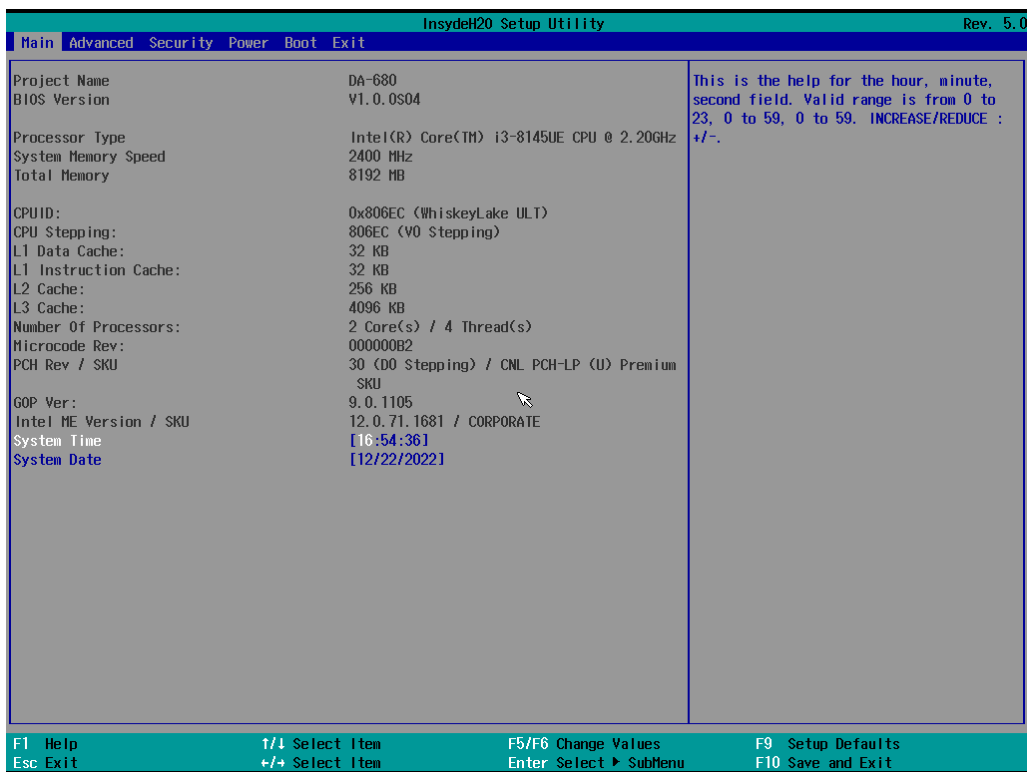 InsydeH20 Setup Utility Rev. 5.0
Main Advanced Security Power Boot Exit
Project Name DA-680
BIOS Version V1.0.0S04
Processor Type Intel(R) Core(TM) i3-8145UE CPU @ 2.20GHz
System Memory Speed 2400 MHz
Total Memory 8192 MB
CPUID: 0x806EC (WhiskeyLake ULT)
CPU Stepping: 806EC (V0 Stepping)
L1 Data Cache: 32 KB
L1 Instruction Cache: 32 KB
L2 Cache: 256 KB
L3 Cache: 4096 KB
Number Of Processors: 2 Core(s) / 4 Thread(s)
Microcode Rev: 000000B2
PCH Rev / SKU 30 (D0 Stepping) / CNL PCH-LP (U) Premium
SKU
GOP Ver: 9.0.1105
Intel ME Version / SKU 12.0.71.1681 / CORPORATE
System Time [16:54:36]
System Date [12/22/2022]
This is the help for the hour, minute,
second field. Valid range is from 0 to
23, 0 to 59, 0 to 59. INCREASE/REDUCE :
+/-.
F1 Help ↑/↓ Select Item F5/F6 Change Values F9 Setup Defaults
Esc Exit ←/→ Select Item Enter Select ▶ SubMenu F10 Save and Exit